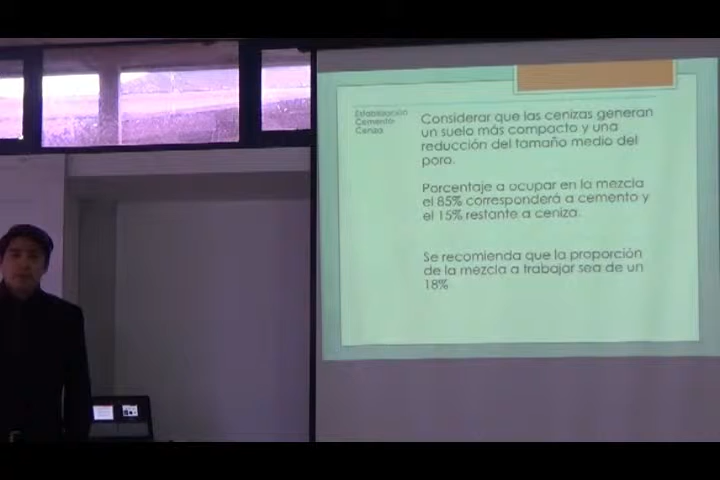 Estabilización
Cemento-
Ceniza
Considerar que las cenizas generan
un suelo más compacto y una
reducción del tamaño medio del
poro.
Porcentaje a ocupar en la mezcla
el 85% corresponderá a cemento y
el 15% restante a ceniza.
Se recomienda que la proporción
de la mezcla a trabajar sea de un
18%